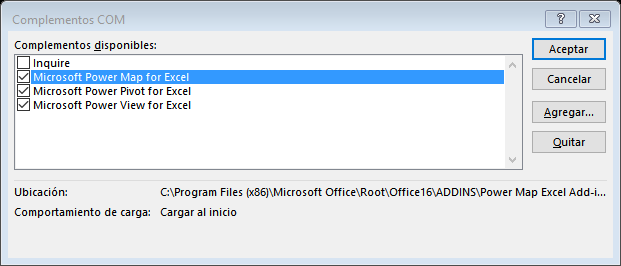 Complementos COM
Complementos disponibles:
Inquire
Microsoft Power Map for Excel
Microsoft Power Pivot for Excel
Microsoft Power View for Excel
Aceptar
Cancelar
Agregar...
Quitar
Ubicación: C:\Program Files (x86)\Microsoft Office\Root\Office16\ADDINS\Power Map Excel Add-i...
Comportamiento de carga: Cargar al inicio